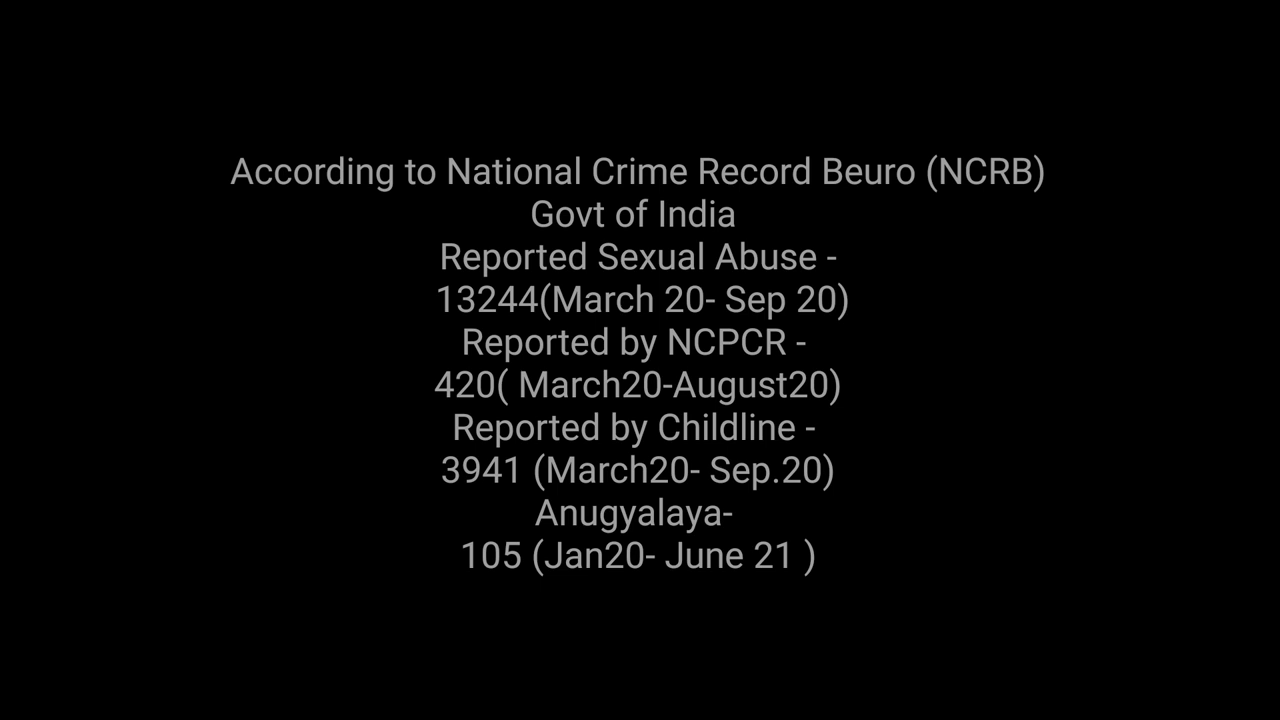 According to National Crime Record Beuro (NCRB)
Govt of India
Reported Sexual Abuse -
13244(March 20- Sep 20)
Reported by NCPCR -
420( March20-August20)
Reported by Childline -
3941 (March20- Sep.20)
Anugyalaya-
105 (Jan20- June 21 )